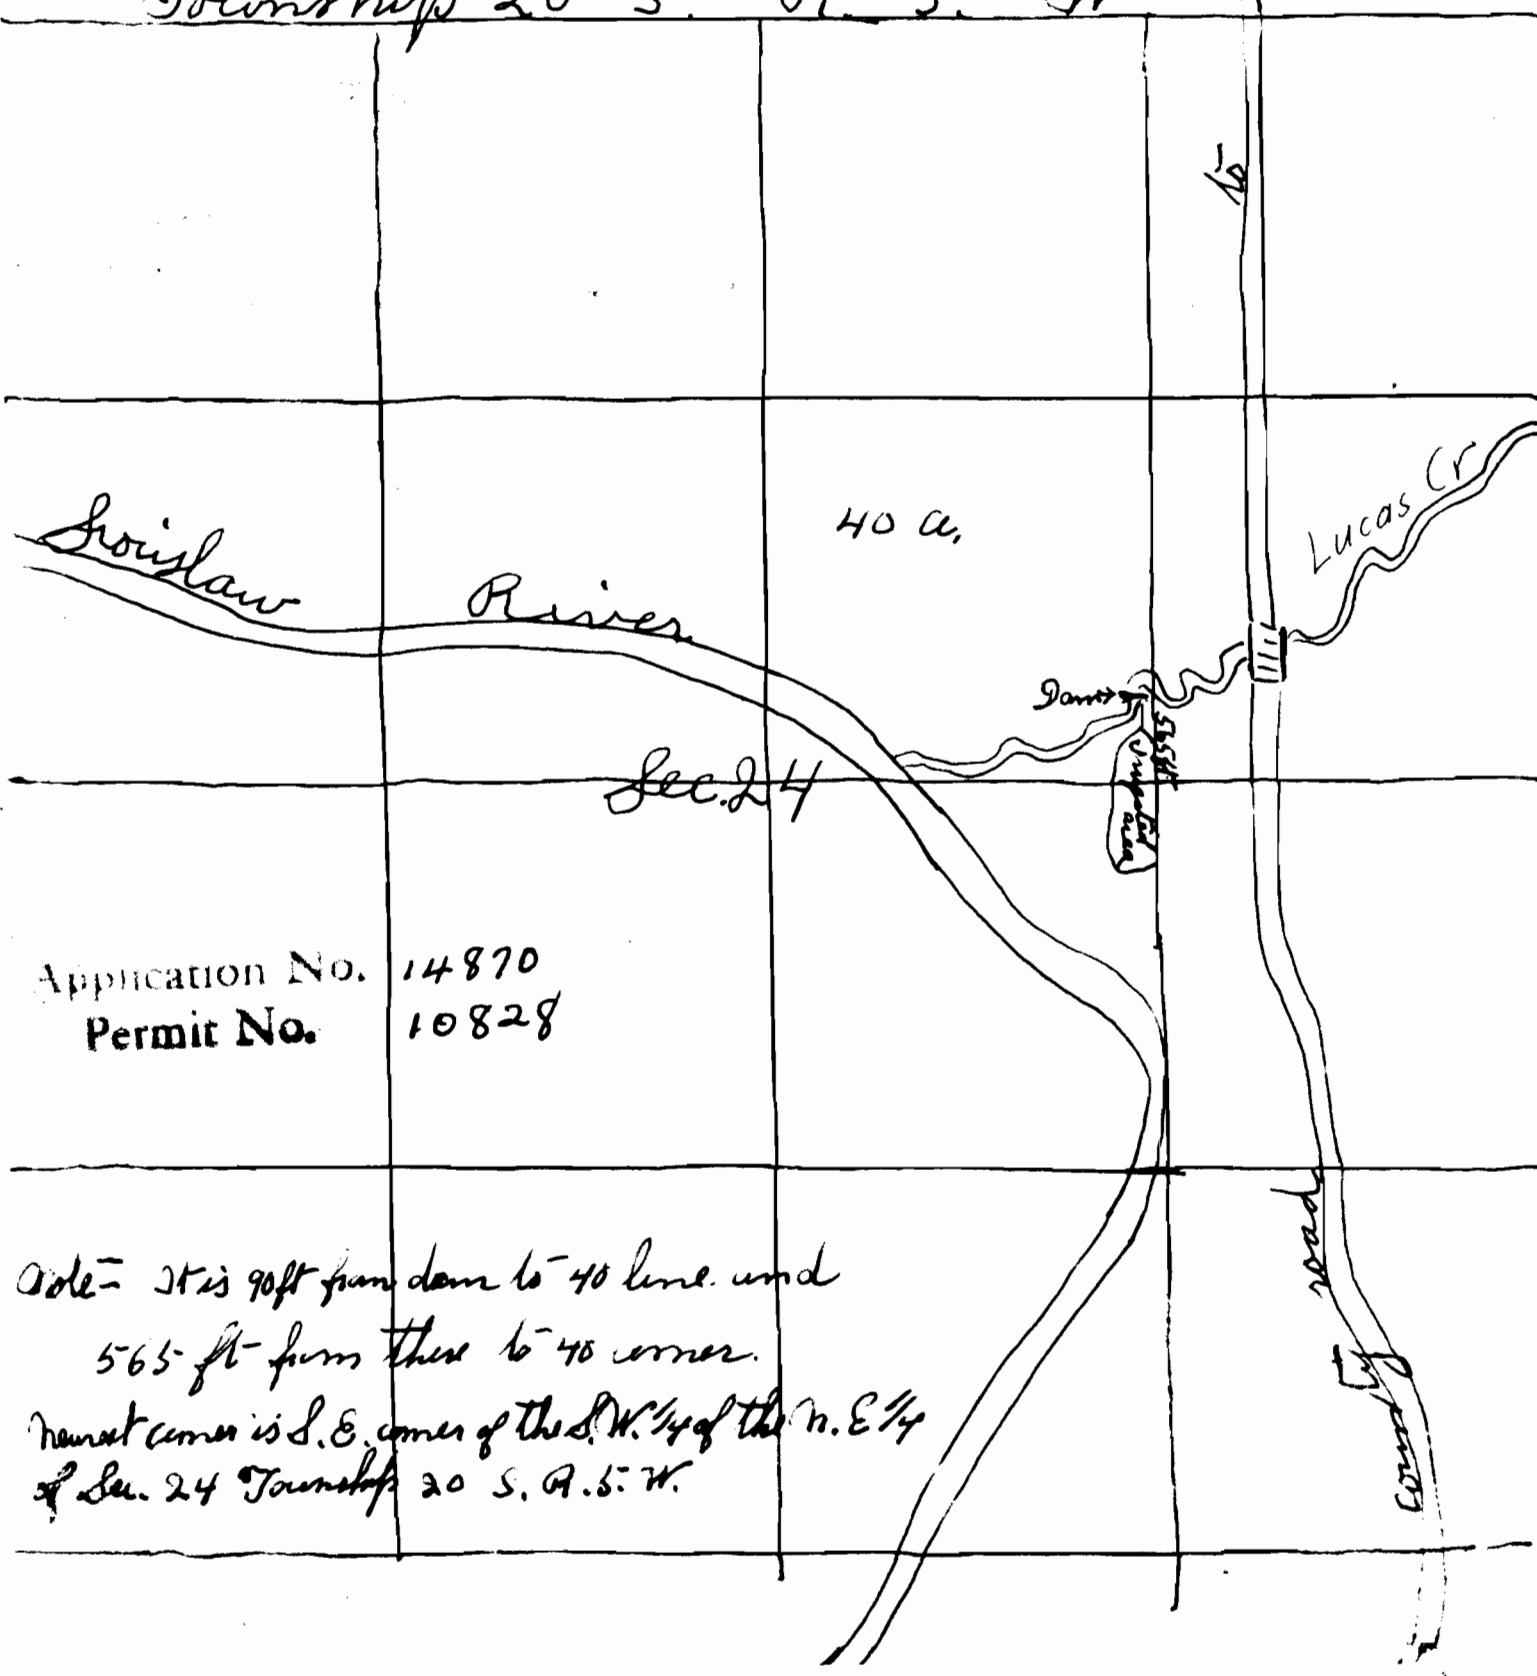 Township 20 S. R. 5. W
to
Lucas Cr
40 a.
Siouslaw River
Dam
565 ft
Irrigated
area
Sec. 24
Application No. 14870
Permit No. 10828
road
County
Note = It is 90 ft from dam to 40 line and
565 ft from there to 40 corner.
Nearest corner is S. E. corner of the S.W. 1/4 of the N. E 1/4
of Sec. 24 Township 20 S. R. 5. W.